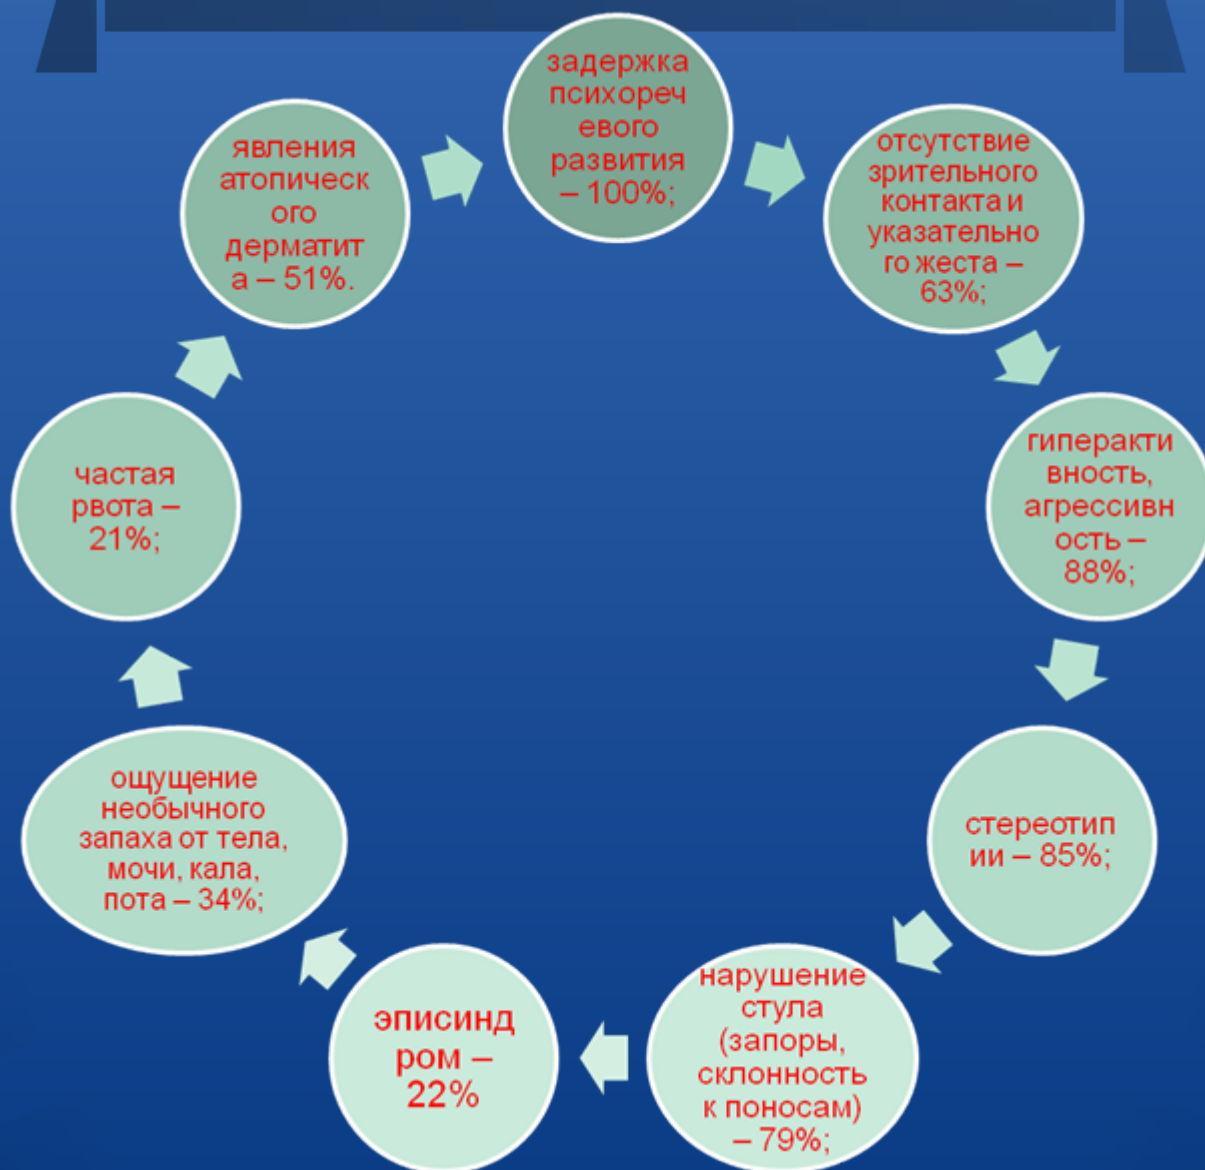 задержка
психореч
евого
развития
– 100%;
отсутствие
зрительного
контакта и
указательно
го жеста –
63%;
гиперакти
вность,
агрессивн
ость –
88%;
стереотип
ии – 85%;
нарушение
стула
(запоры,
склонность
к поносам)
– 79%;
эписинд
ром –
22%
ощущение
необычного
запаха от тела,
мочи, кала,
пота – 34%;
частая
рвота –
21%;
явления
атопическ
ого
дерматит
а – 51%.